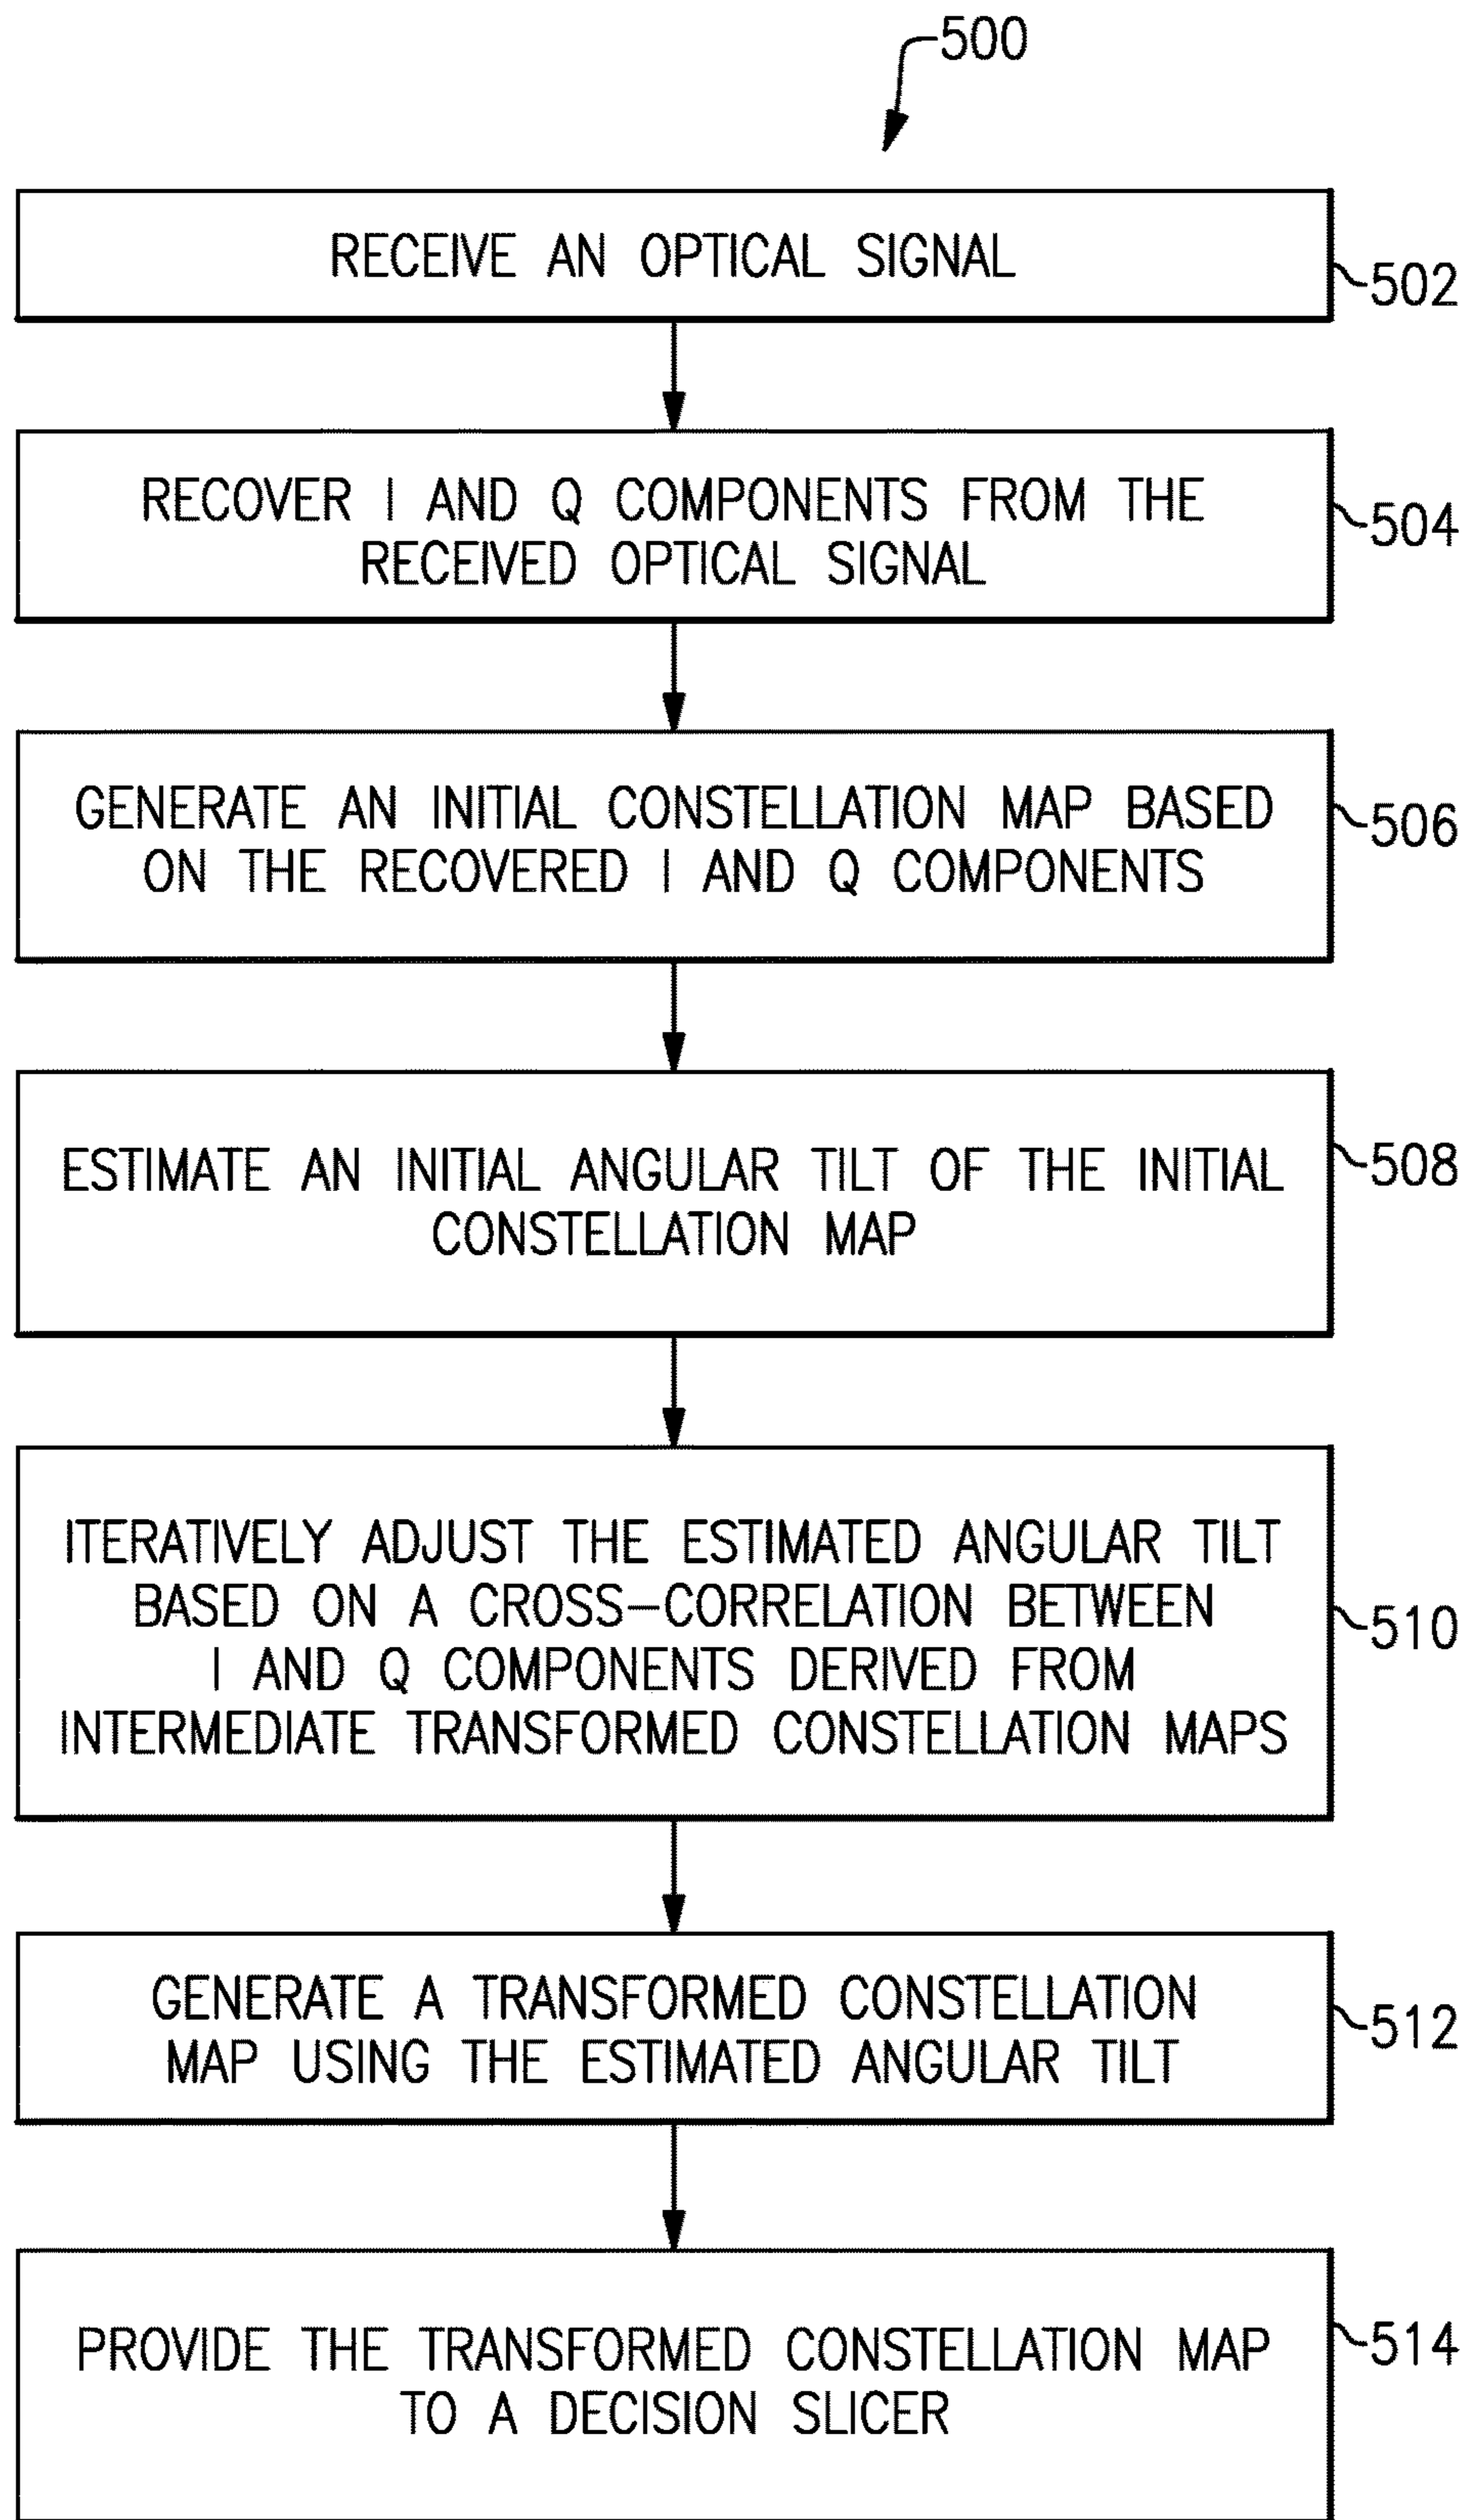 500
RECEIVE AN OPTICAL SIGNAL
502
RECOVER I AND Q COMPONENTS FROM THE
RECEIVED OPTICAL SIGNAL
504
GENERATE AN INITIAL CONSTELLATION MAP BASED
ON THE RECOVERED I AND Q COMPONENTS
506
ESTIMATE AN INITIAL ANGULAR TILT OF THE INITIAL
CONSTELLATION MAP
508
ITERATIVELY ADJUST THE ESTIMATED ANGULAR TILT
BASED ON A CROSS-CORRELATION BETWEEN
I AND Q COMPONENTS DERIVED FROM
INTERMEDIATE TRANSFORMED CONSTELLATION MAPS
510
GENERATE A TRANSFORMED CONSTELLATION
MAP USING THE ESTIMATED ANGULAR TILT
512
PROVIDE THE TRANSFORMED CONSTELLATION MAP
TO A DECISION SLICER
514